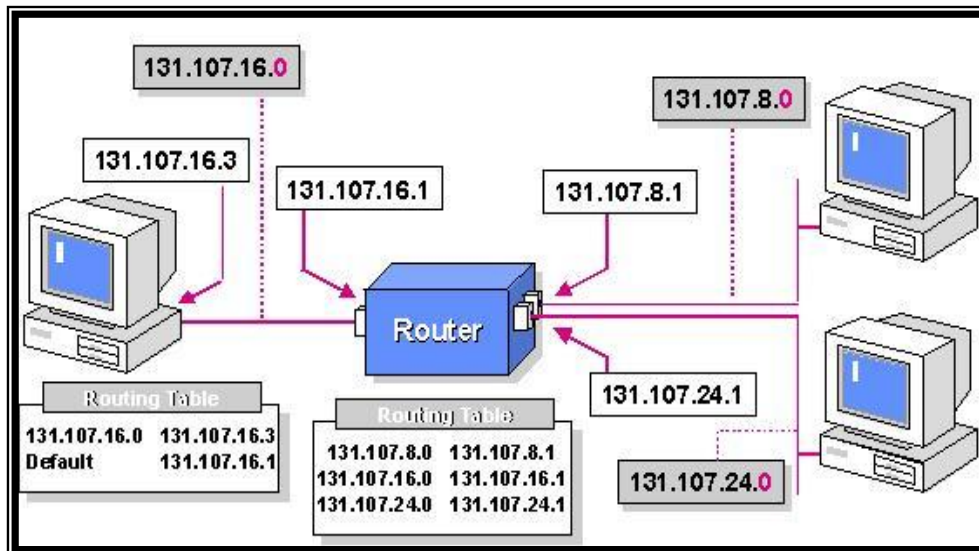 131.107.16.0
131.107.8.0
131.107.16.3
131.107.16.1
131.107.8.1
Router
131.107.24.1
Routing Table
131.107.16.0 131.107.16.3
Default 131.107.16.1
Routing Table
131.107.8.0 131.107.8.1
131.107.16.0 131.107.16.1
131.107.24.0 131.107.24.1
131.107.24.0